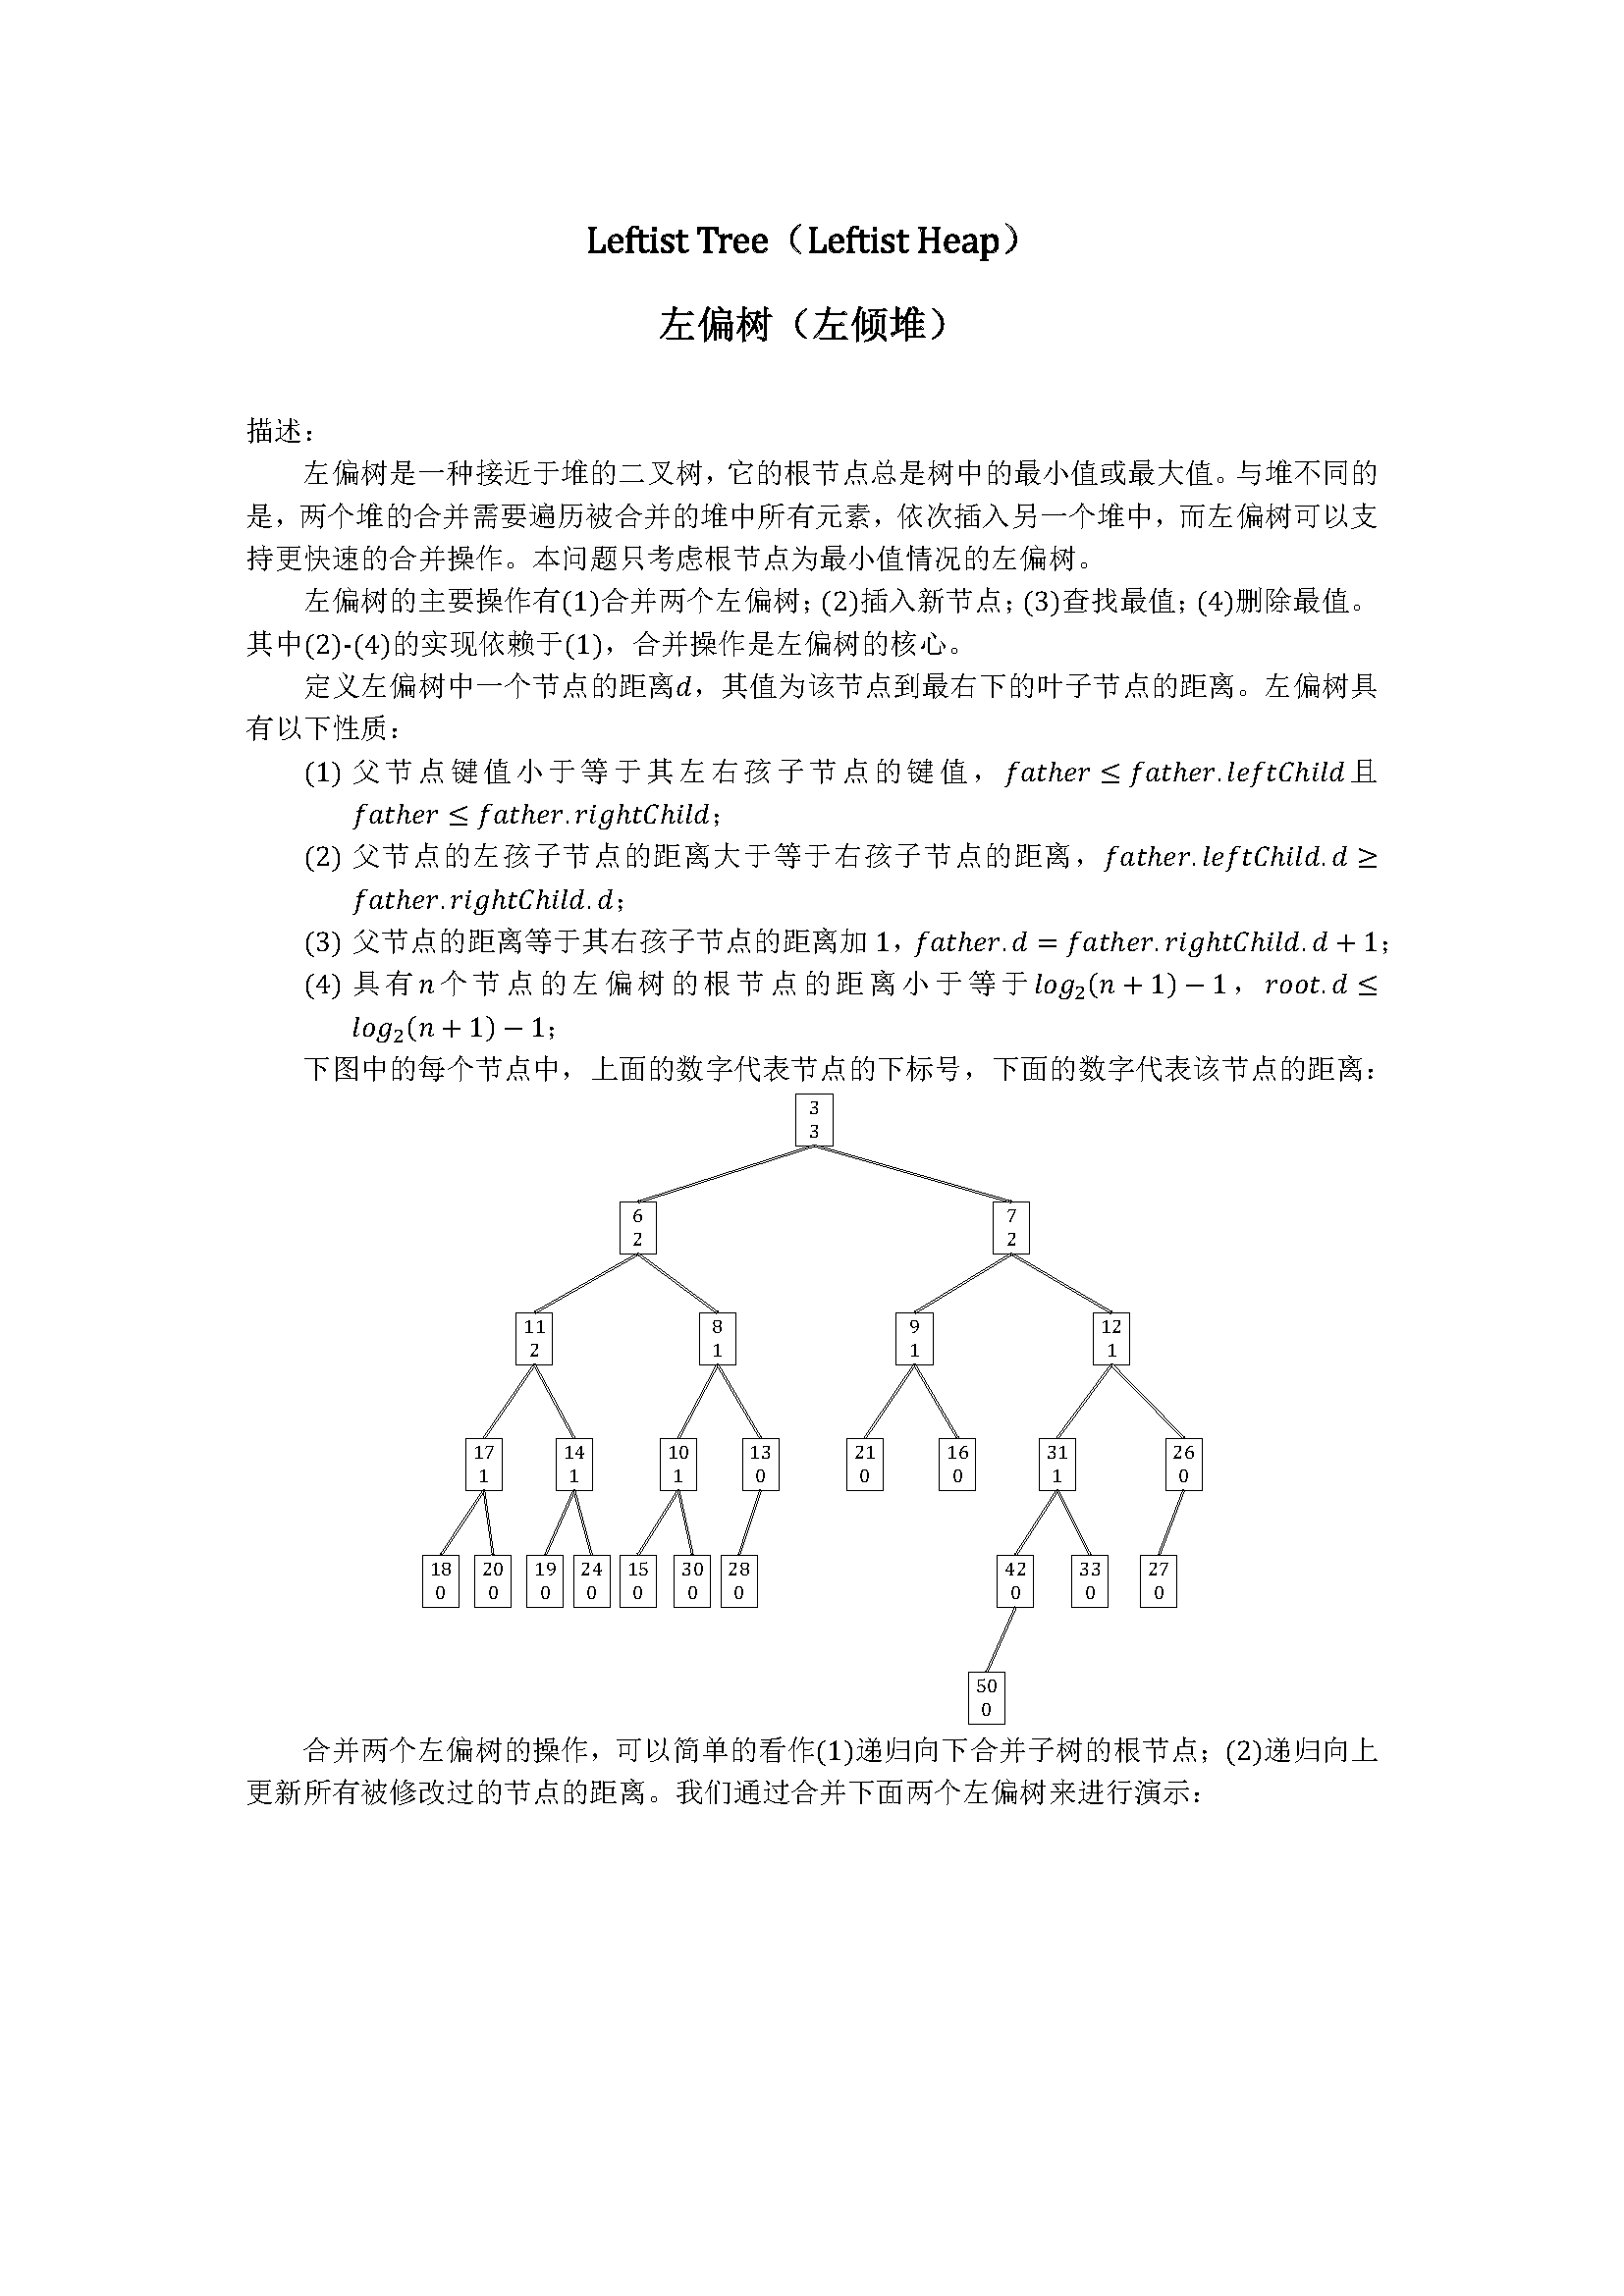 Leftist Tree（Leftist Heap）
左偏树（左倾堆）
描述：
左偏树是一种接近于堆的二叉树，它的根节点总是树中的最小值或最大值。与堆不同的
是，两个堆的合并需要遍历被合并的堆中所有元素，依次插入另一个堆中，而左偏树可以支
持更快速的合并操作。本问题只考虑根节点为最小值情况的左偏树。
左偏树的主要操作有(1)合并两个左偏树；(2)插入新节点；(3)查找最值；(4)删除最值。
其中(2)-(4)的实现依赖于(1)，合并操作是左偏树的核心。
定义左偏树中一个节点的距离d，其值为该节点到最右下的叶子节点的距离。左偏树具
有以下性质：
(1) 父节点键值小于等于其左右孩子节点的键值，father ≤ father.leftChild且
father ≤ father.rightChild；
(2) 父节点的左孩子节点的距离大于等于右孩子节点的距离，father.leftChild.d ≥
father.rightChild.d；
(3) 父节点的距离等于其右孩子节点的距离加 1，father.d = father.rightChild.d + 1；
(4) 具有n个节点的左偏树的根节点的距离小于等于log₂(n + 1) − 1，root.d ≤
log₂(n + 1) − 1；
下图中的每个节点中，上面的数字代表节点的下标号，下面的数字代表该节点的距离：
3
3
6 7
2 2
11 8 9 12
2 1 1 1
17 14 10 13 21 16 31 26
1 1 1 0 0 0 1 0
18 20 19 24 15 30 28 42 33 27
0 0 0 0 0 0 0 0 0 0
50
0
合并两个左偏树的操作，可以简单的看作(1)递归向下合并子树的根节点；(2)递归向上
更新所有被修改过的节点的距离。我们通过合并下面两个左偏树来进行演示：